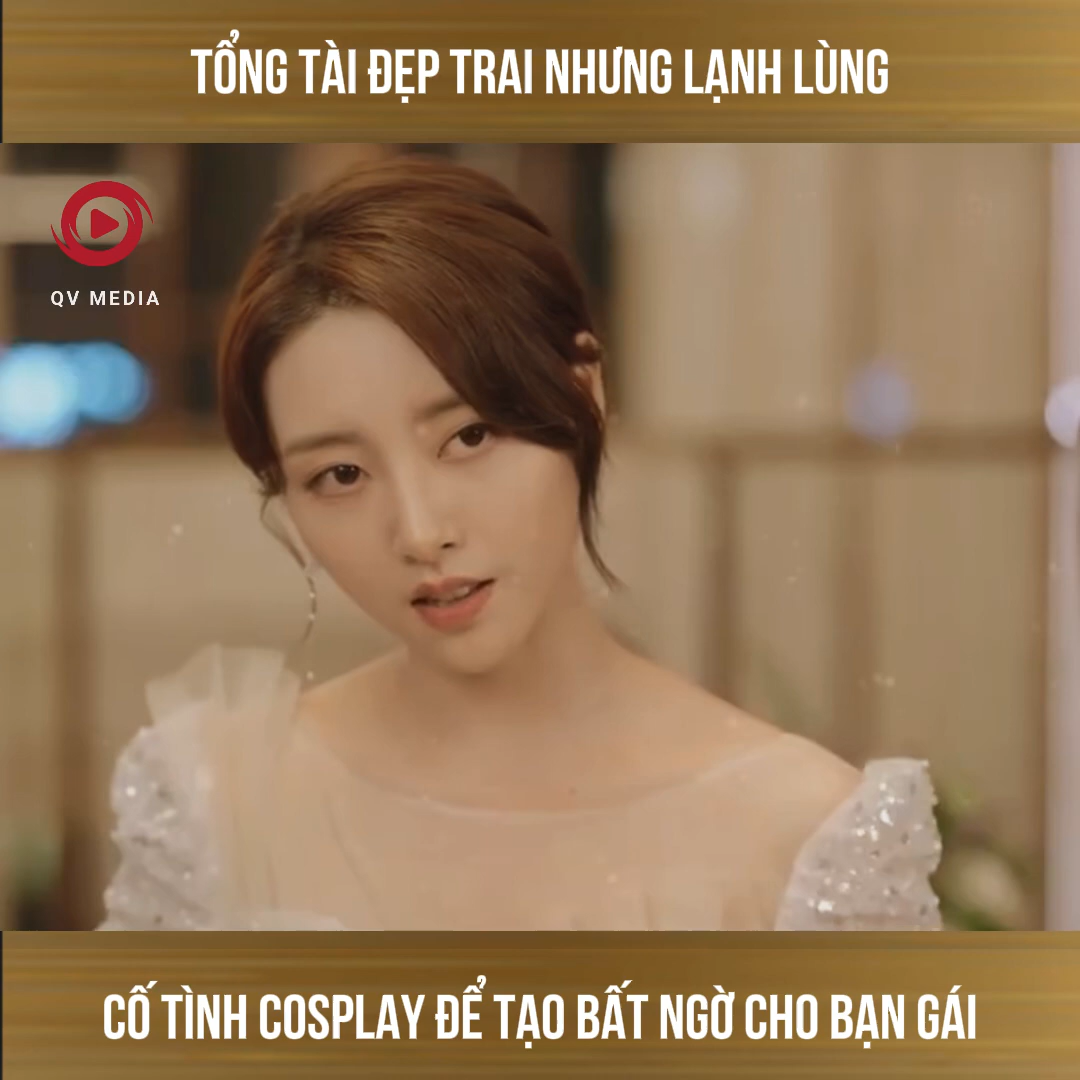 TỔNG TÀI ĐẸP TRAI NHƯNG LẠNH LÙNG
QV MEDIA
CỐ TÌNH COSPLAY ĐỂ TẠO BẤT NGỜ CHO BẠN GÁI